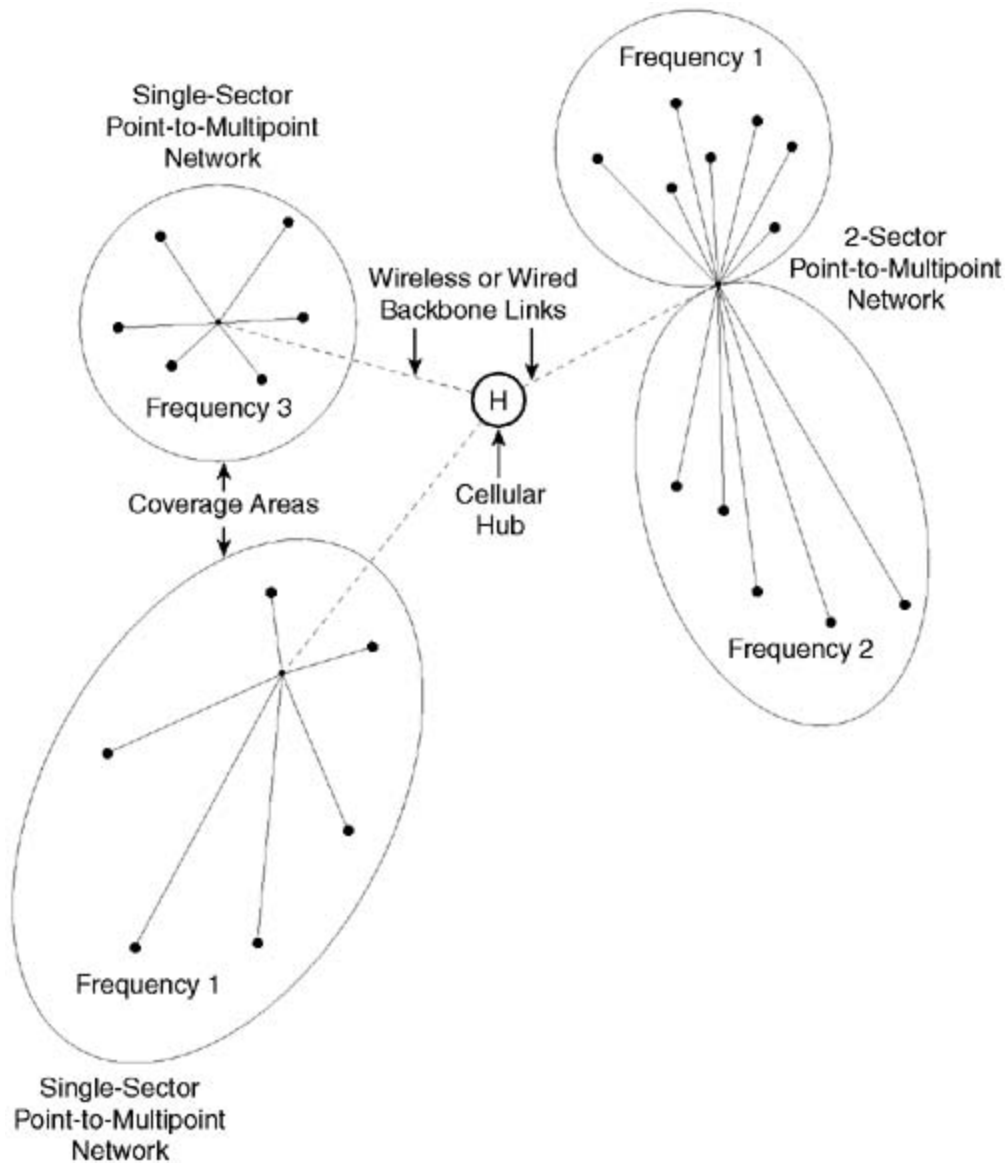 Frequency 1
Single-Sector
Point-to-Multipoint
Network
2-Sector
Point-to-Multipoint
Network
Wireless or Wired
Backbone Links
Frequency 3
H
Coverage Areas
Cellular
Hub
Frequency 2
Frequency 1
Single-Sector
Point-to-Multipoint
Network